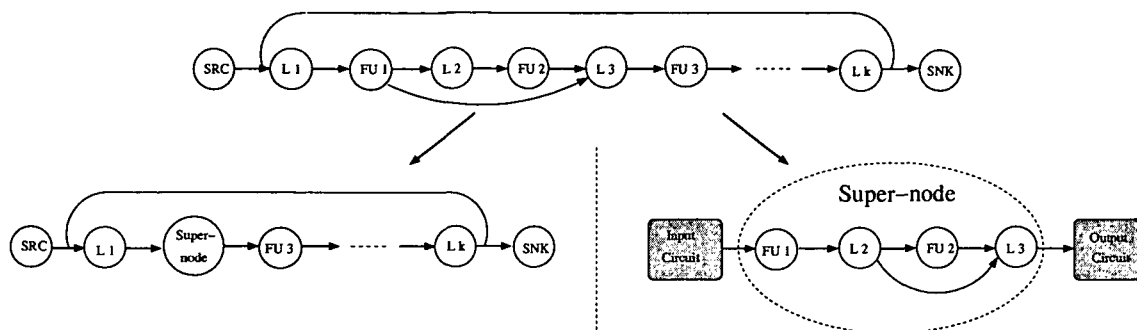 SRC L 1 FU 1 L 2 FU 2 L 3 FU 3 L k SNK
Super-node
SRC L 1 Super-node FU 3 L k SNK
Input Circuit FU 1 L 2 FU 2 L 3 Output Circuit